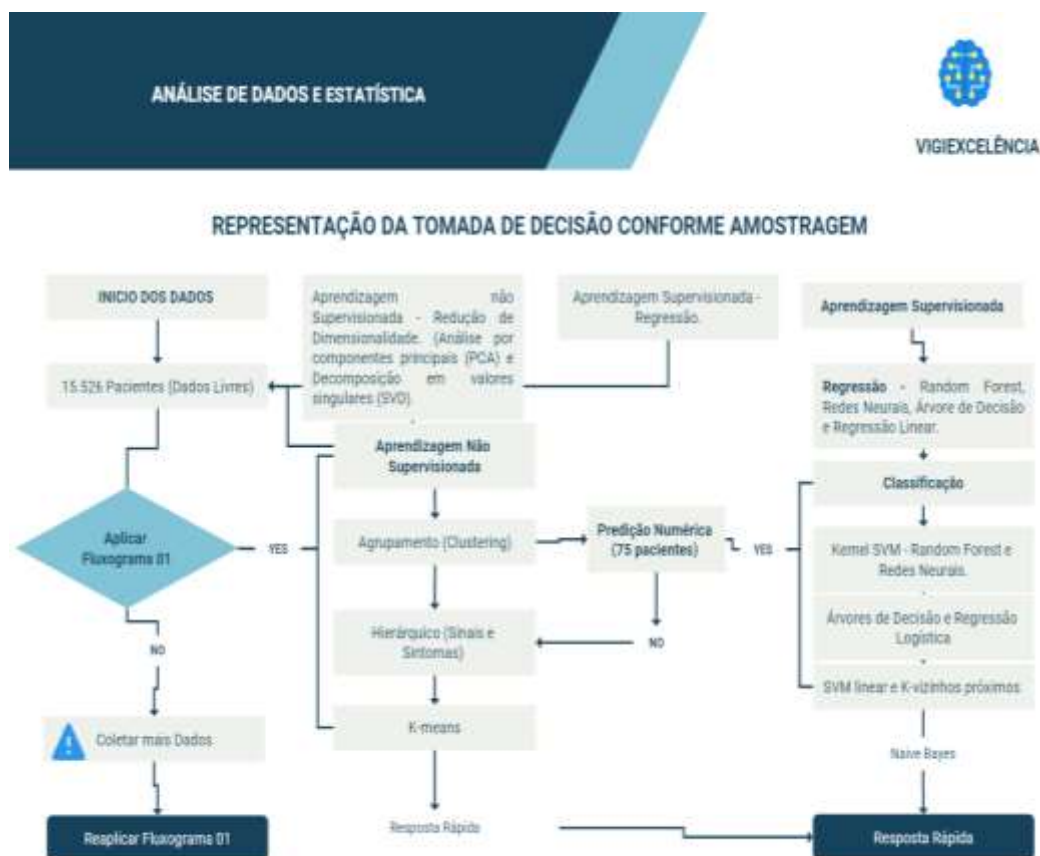 ANÁLISE DE DADOS E ESTATÍSTICA
VIGIEXCELÊNCIA
REPRESENTAÇÃO DA TOMADA DE DECISÃO CONFORME AMOSTRAGEM
INICIO DOS DADOS
15.526 Pacientes (Dados Livres)
Aplicar
Fluxograma 01
YES
NO
Coletar mais Dados
Reaplicar Fluxograma 01
Aprendizagem não
Supervisionada - Redução de
Dimensionalidade. (Análise por
componentes principais (PCA) e
Decomposição em valores
singulares (SVD).
Aprendizagem Não
Supervisionada
Agrupamento (Clustering)
Hierárquico (Sinais e
Sintomas)
K-means
Resposta Rápida
Aprendizagem Supervisionada -
Regressão.
Predição Numérica
(75 pacientes)
YES
NO
Aprendizagem Supervisionada
Regressão - Random Forest,
Redes Neurais, Árvore de Decisão
e Regressão Linear.
Classificação
Kernel SVM - Random Forest e
Redes Neurais.
Árvores de Decisão e Regressão
Logística
SVM linear e K-vizinhos próximos
Naive Bayes
Resposta Rápida